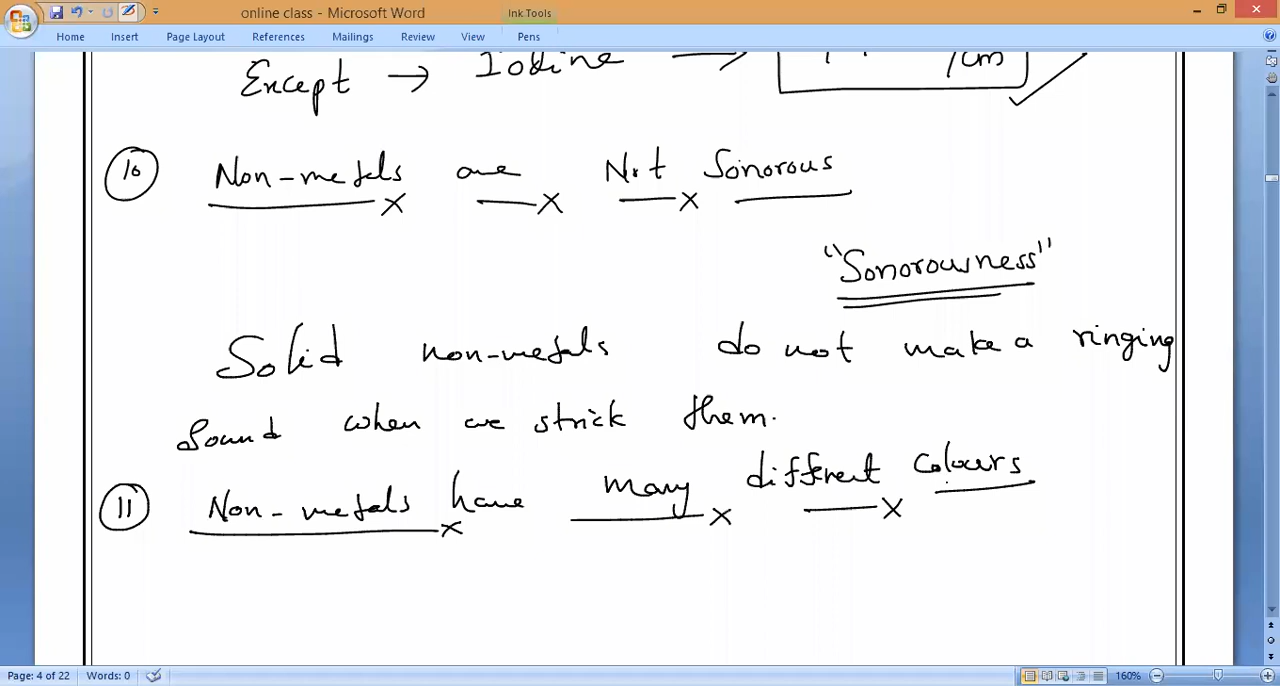 online class - Microsoft Word
Ink Tools
Home Insert Page Layout References Mailings Review View Pens
Except → Iodine → /cm
10 Non-metals are Not Sonorous
"Sonorousness"
Solid non-metals do not make a ringing
Sound when we strick them.
11 Non-metals have many different colours
Page: 4 of 22 Words: 0 160%